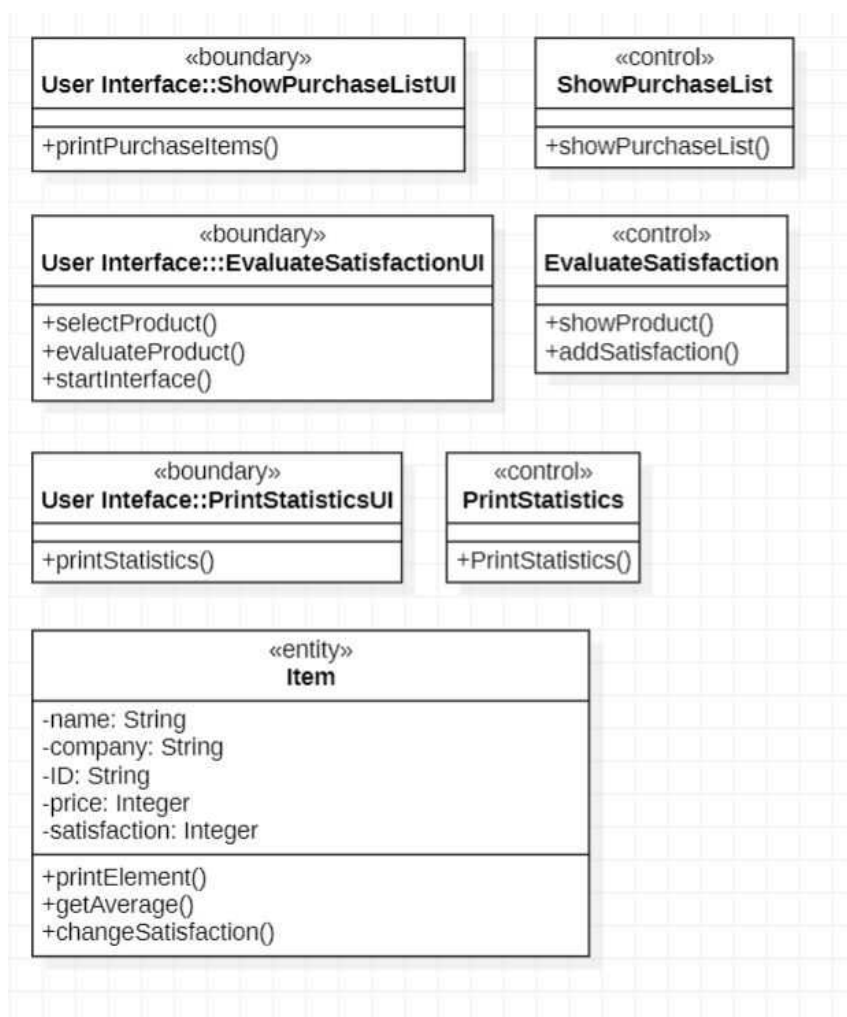 «boundary»
User Interface::ShowPurchaseListUI
+printPurchaseItems()
«control»
ShowPurchaseList
+showPurchaseList()
«boundary»
User Interface:::EvaluateSatisfactionUI
+selectProduct()
+evaluateProduct()
+startInterface()
«control»
EvaluateSatisfaction
+showProduct()
+addSatisfaction()
«boundary»
User Inteface::PrintStatisticsUI
+printStatistics()
«control»
PrintStatistics
+PrintStatistics()
«entity»
Item
-name: String
-company: String
-ID: String
-price: Integer
-satisfaction: Integer
+printElement()
+getAverage()
+changeSatisfaction()